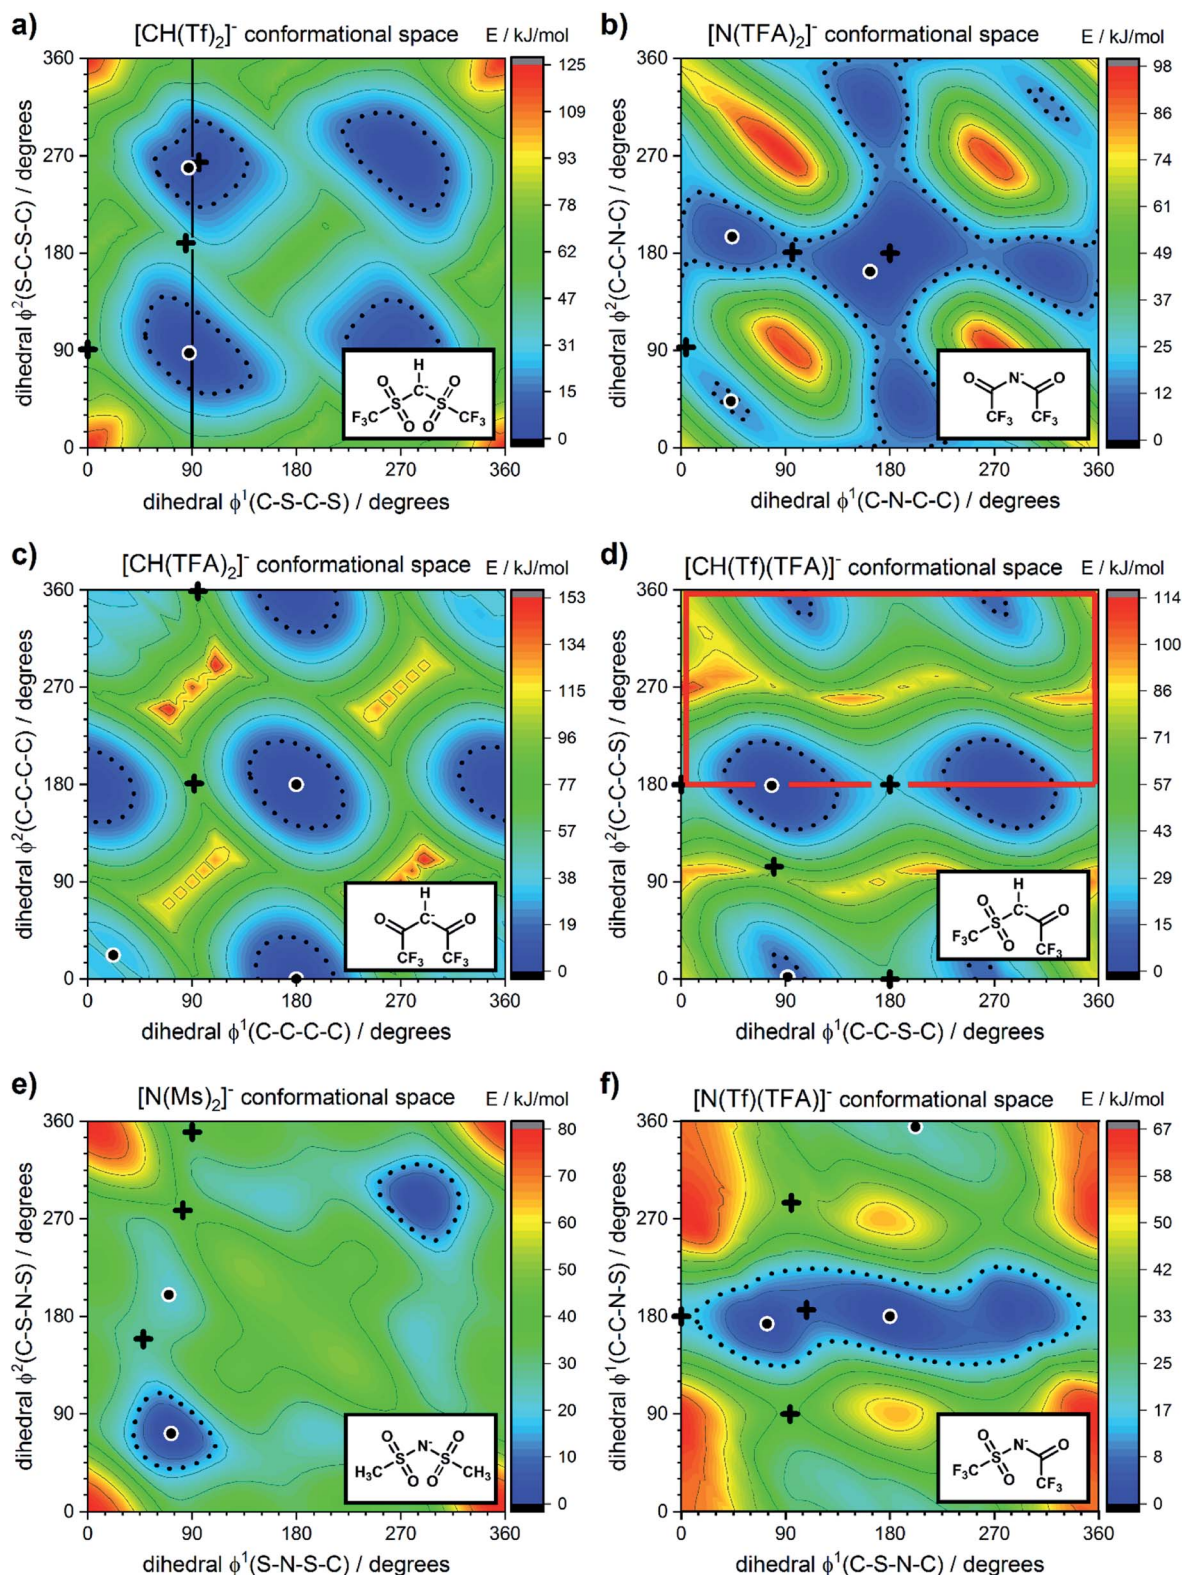 a) [CH(Tf)₂]⁻ conformational space E / kJ/mol
dihedral ϕ²(S-C-S-C) / degrees
360
270
180
90
0
0 90 180 270 360
dihedral ϕ¹(C-S-C-S) / degrees
125
109
93
78
62
47
31
15
0
H
O O
C⁻
S S
F₃C O O CF₃
b) [N(TFA)₂]⁻ conformational space E / kJ/mol
dihedral ϕ²(C-C-N-C) / degrees
360
270
180
90
0
0 90 180 270 360
dihedral ϕ¹(C-N-C-C) / degrees
98
86
74
61
49
37
25
12
0
O N⁻ O
CF₃ CF₃
c) [CH(TFA)₂]⁻ conformational space E / kJ/mol
dihedral ϕ²(C-C-C-C) / degrees
360
270
180
90
0
0 90 180 270 360
dihedral ϕ¹(C-C-C-C) / degrees
153
134
115
96
77
57
38
19
0
H
O C⁻ O
CF₃ CF₃
d) [CH(Tf)(TFA)]⁻ conformational space E / kJ/mol
dihedral ϕ²(C-C-C-S) / degrees
360
270
180
90
0
0 90 180 270 360
dihedral ϕ¹(C-C-S-C) / degrees
114
100
86
71
57
43
29
15
0
H
O C⁻ O
S
F₃C O CF₃
e) [N(Ms)₂]⁻ conformational space E / kJ/mol
dihedral ϕ²(C-S-N-S) / degrees
360
270
180
90
0
0 90 180 270 360
dihedral ϕ¹(S-N-S-C) / degrees
80
70
60
50
40
30
20
10
0
O N⁻ O
S S
H₃C O O CH₃
f) [N(Tf)(TFA)]⁻ conformational space E / kJ/mol
dihedral ϕ¹(C-C-N-S) / degrees
360
270
180
90
0
0 90 180 270 360
dihedral ϕ¹(C-S-N-C) / degrees
67
58
50
42
33
25
17
8
0
O N⁻ O
S
F₃C O CF₃